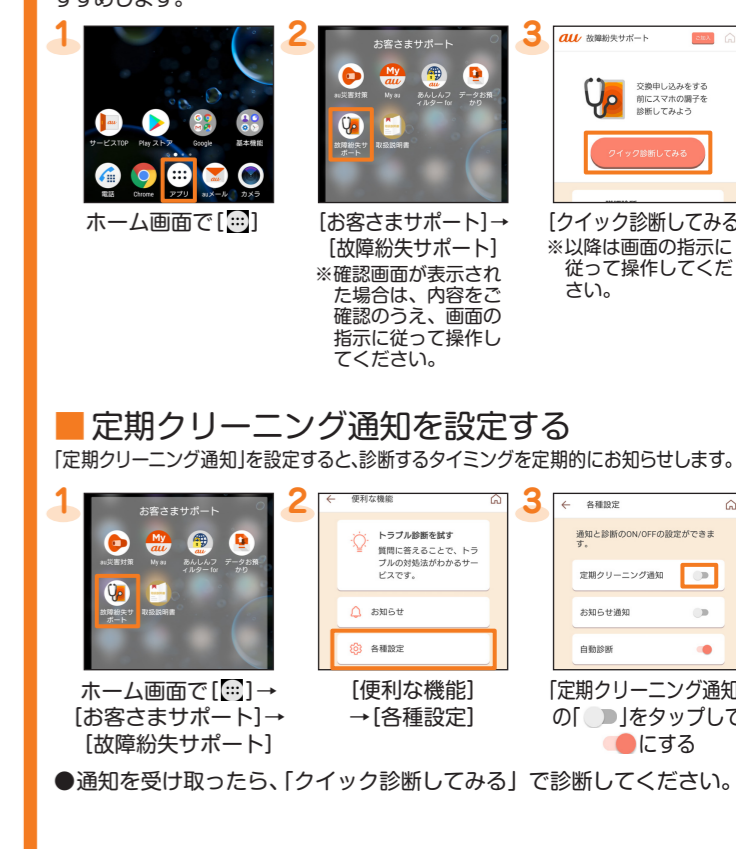 すすめします。
1
2
3
サービスTOP
Play ストア
Google
基本機能
電話
Chrome
アプリ
auメール
カメラ
ホーム画面で[ ]
お客さまサポート
au災害対策
My au
あんしんフ
ィルター for
データお預
かり
故障紛失サ
ポート
取扱説明書
[お客さまサポート]→
[故障紛失サポート]
※確認画面が表示され
た場合は、内容をご
確認のうえ、画面の
指示に従って操作し
てください。
au 故障紛失サポート
ご加入
交換申し込みをする
前にスマホの調子を
診断してみよう
クイック診断してみる
[クイック診断してみる
※以降は画面の指示に
従って操作してくだ
さい。
■定期クリーニング通知を設定する
「定期クリーニング通知」を設定すると、診断するタイミングを定期的にお知らせします。
1
2
3
お客さまサポート
au災害対策
My au
あんしんフ
ィルター for
データお預
かり
故障紛失サ
ポート
取扱説明書
ホーム画面で[ ]→
[お客さまサポート]→
[故障紛失サポート]
← 便利な機能
トラブル診断を試す
質問に答えることで、トラ
ブルの対処法がわかるサー
ビスです。
お知らせ
各種設定
[便利な機能]
→[各種設定]
← 各種設定
通知と診断のON/OFFの設定ができま
す。
定期クリーニング通知
お知らせ通知
自動診断
「定期クリーニング通知
の「 」をタップして
にする
●通知を受け取ったら、「クイック診断してみる」で診断してください。